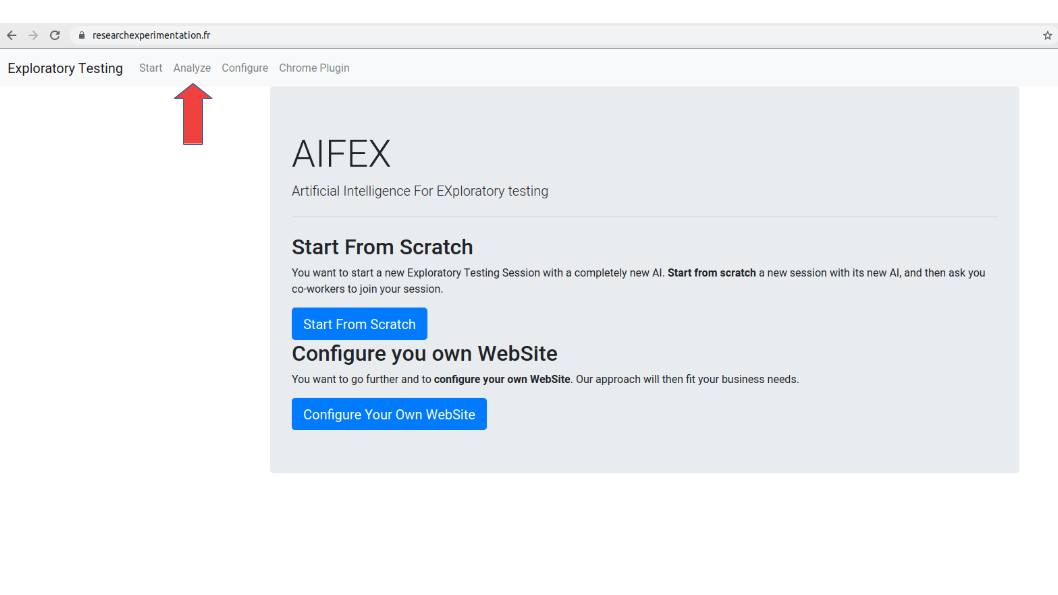 researchexperimentation.fr
Exploratory Testing Start Analyze Configure Chrome Plugin
AIFEX
Artificial Intelligence For EXploratory testing
Start From Scratch
You want to start a new Exploratory Testing Session with a completely new AI. Start from scratch a new session with its new AI, and then ask you
co-workers to join your session.
Start From Scratch
Configure you own WebSite
You want to go further and to configure your own WebSite. Our approach will then fit your business needs.
Configure Your Own WebSite